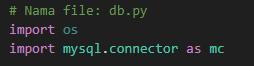 # Nama file: db.py
import os
import mysql.connector as mc